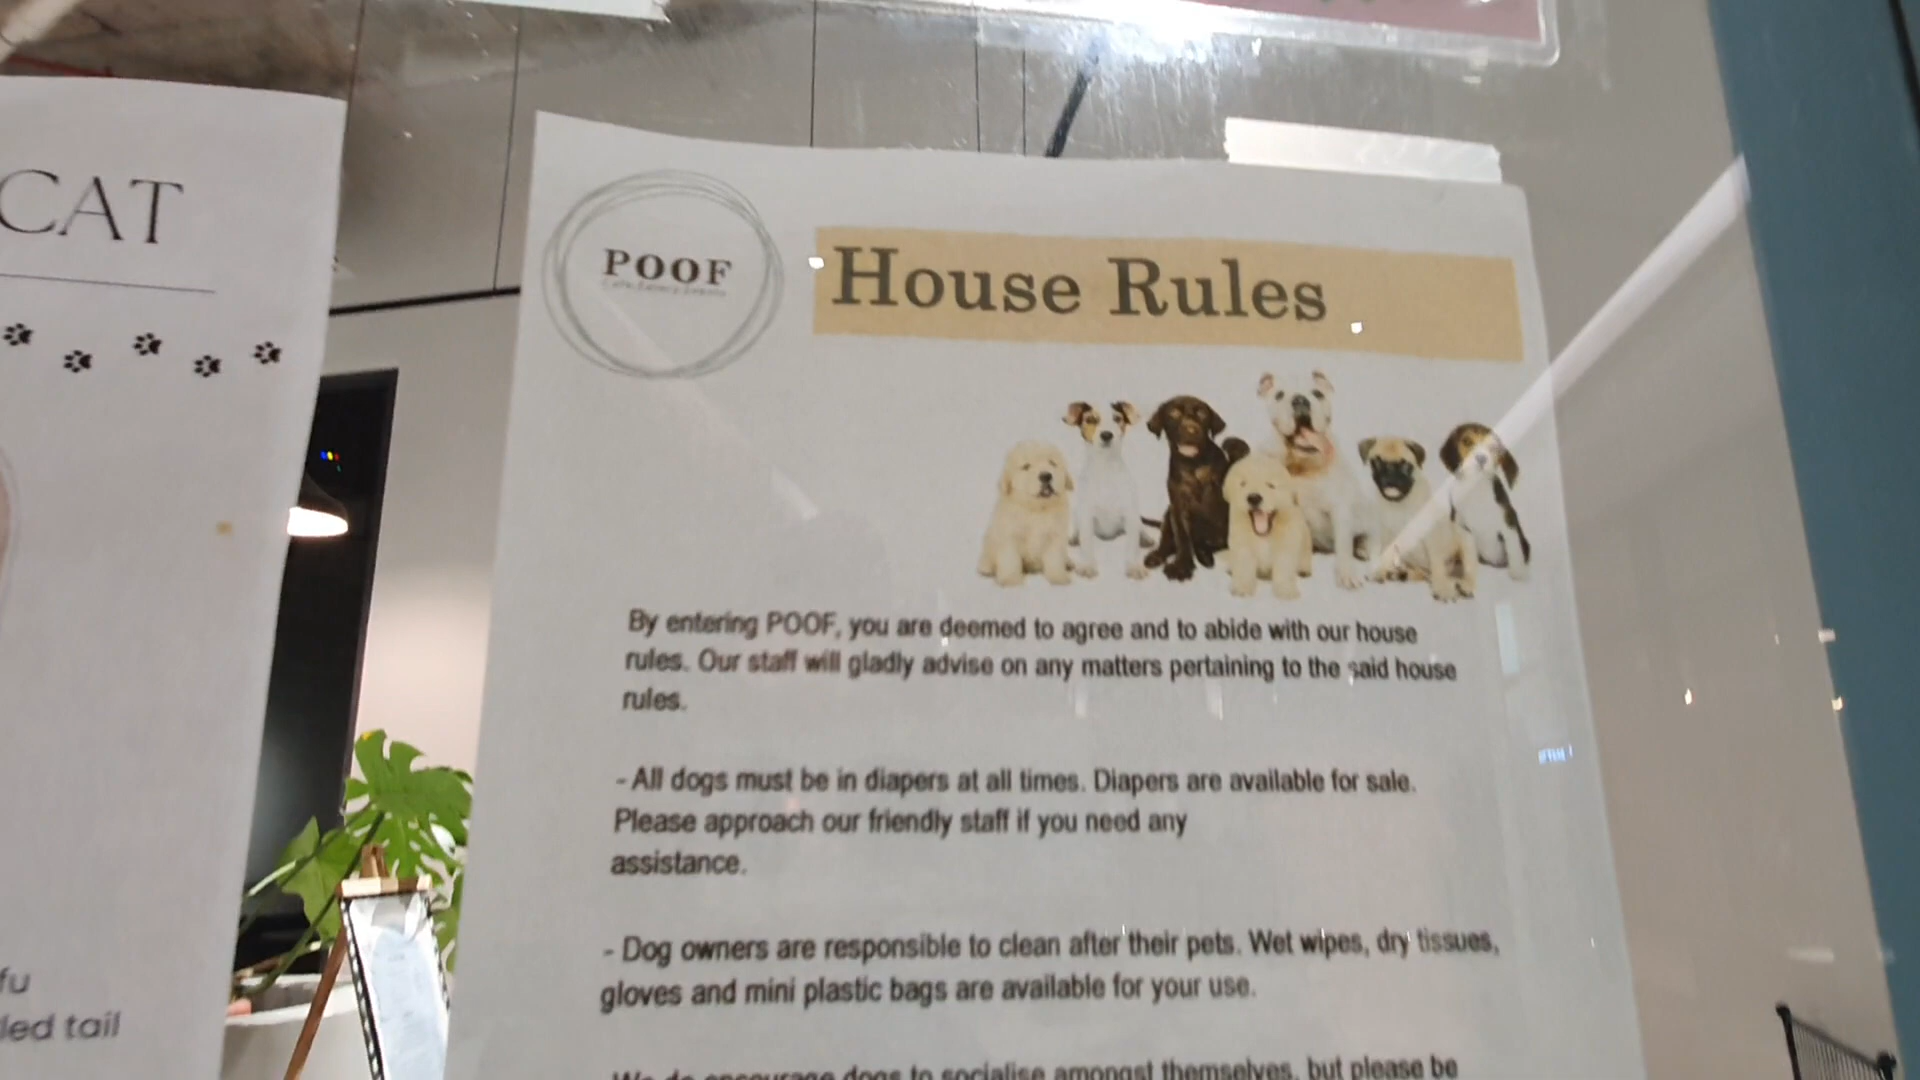 CAT
fu
led tail
POOF
House Rules
By entering POOF, you are deemed to agree and to abide with our house
rules. Our staff will gladly advise on any matters pertaining to the said house
rules.
- All dogs must be in diapers at all times. Diapers are available for sale.
Please approach our friendly staff if you need any
assistance.
- Dog owners are responsible to clean after their pets. Wet wipes, dry tissues,
gloves and mini plastic bags are available for your use.
We do encourage dogs to socialise amongst themselves, but please be